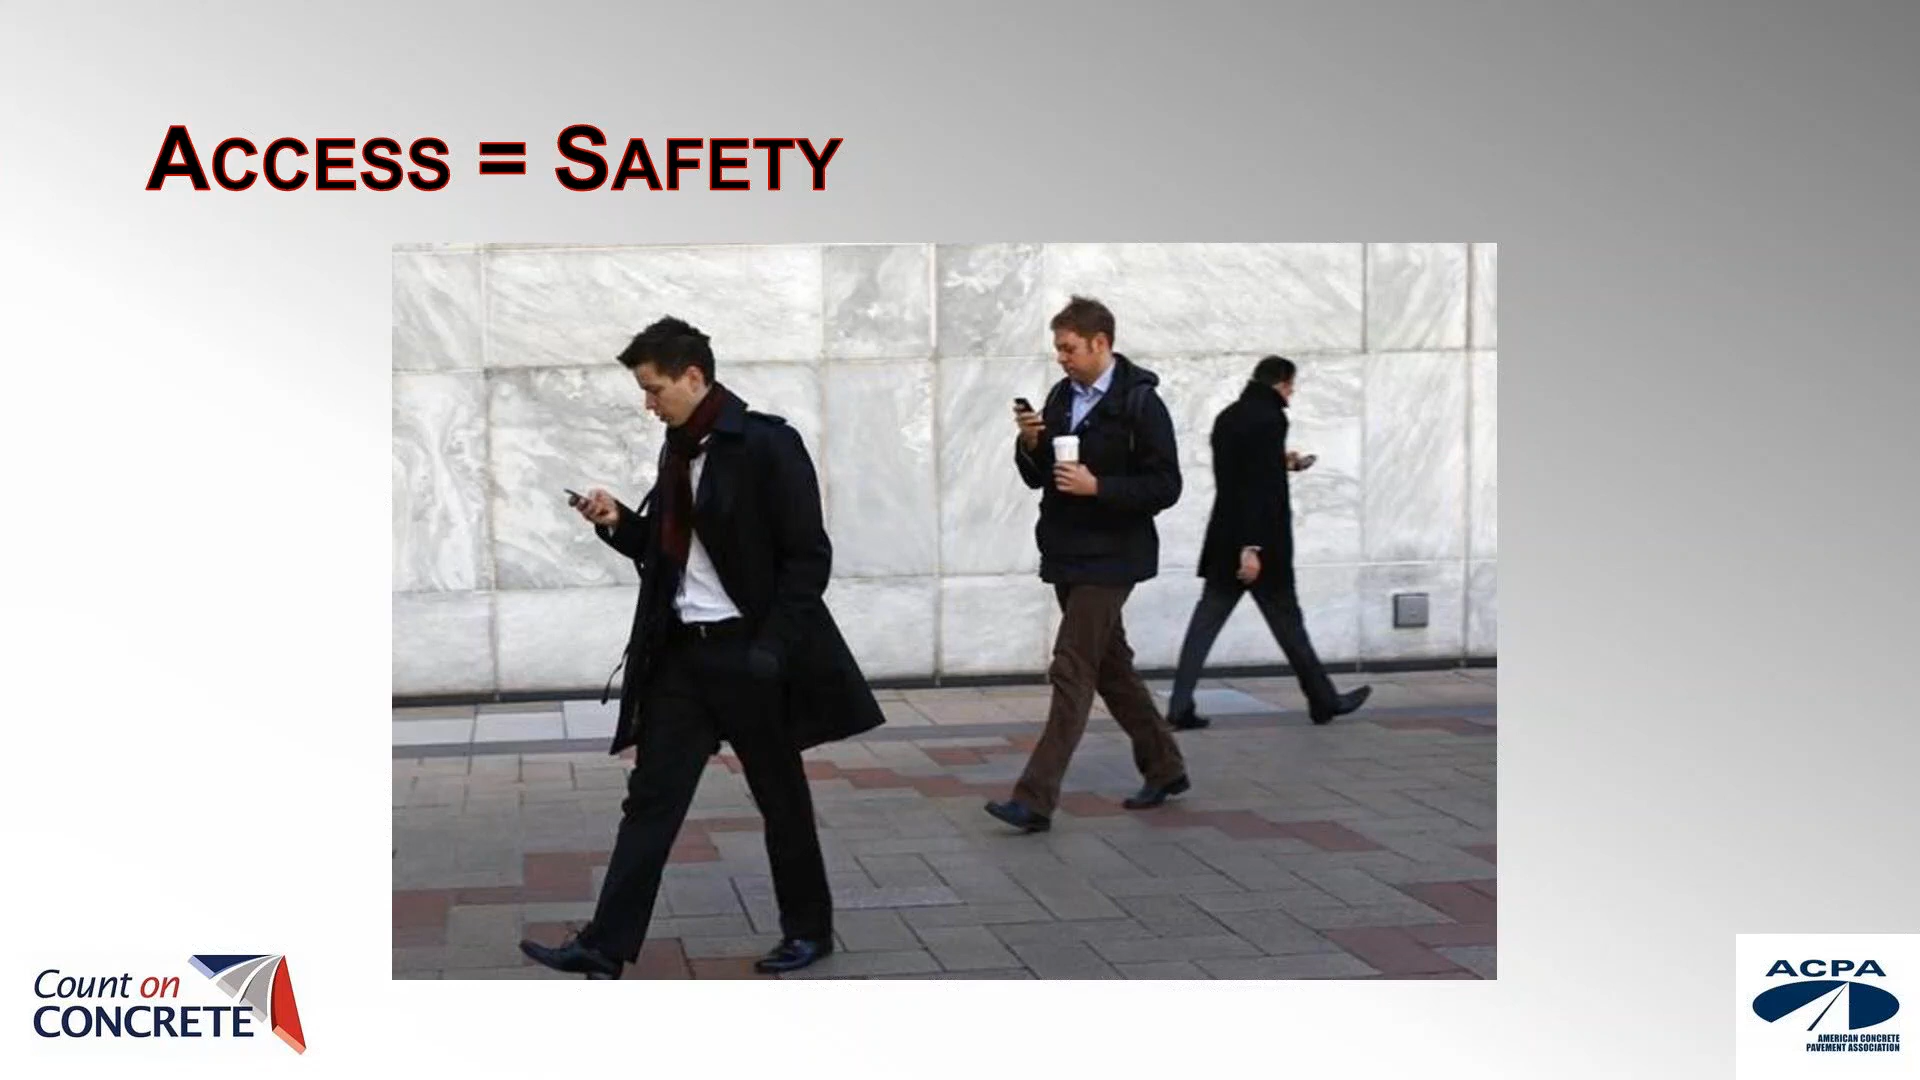 ACCESS = SAFETY
Count on
CONCRETE
ACPA
AMERICAN CONCRETE
PAVEMENT ASSOCIATION